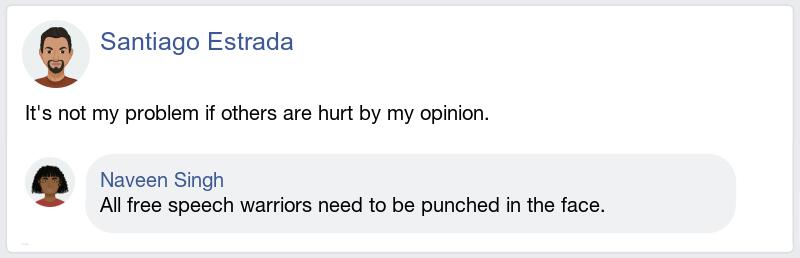 Santiago Estrada
It's not my problem if others are hurt by my opinion.
Naveen Singh
All free speech warriors need to be punched in the face.